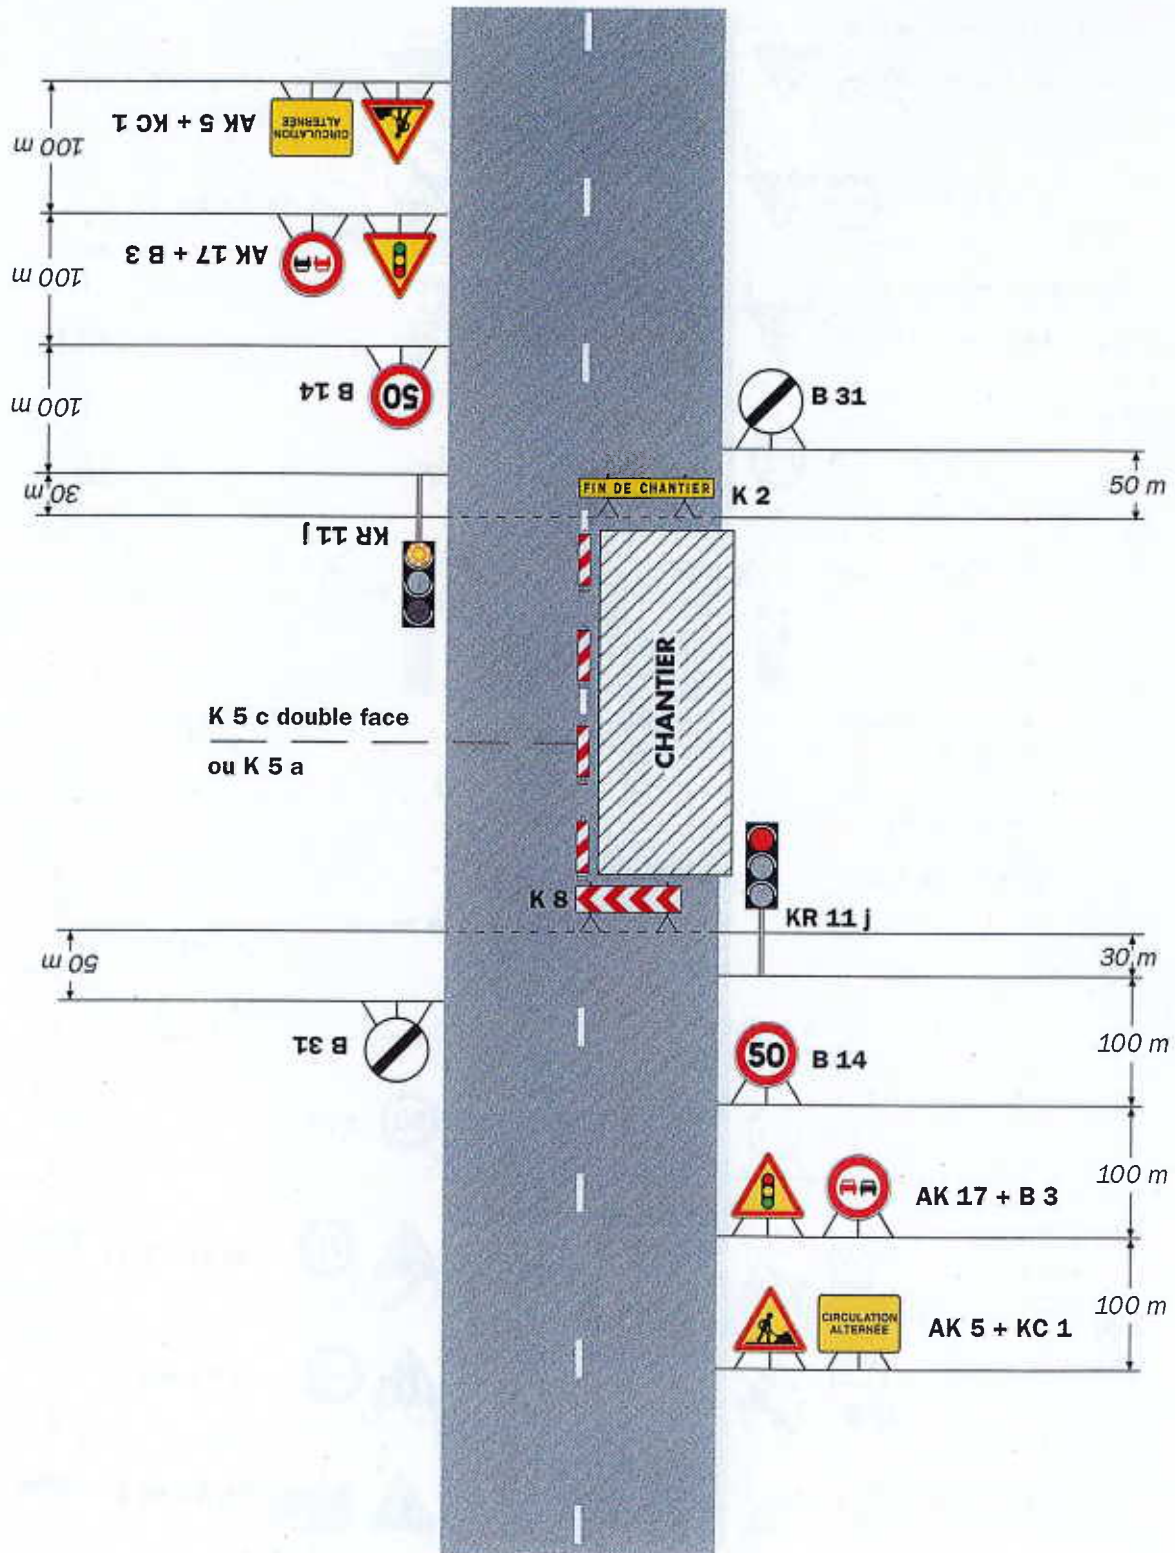 AK 5 + KC 1
CIRCULATION
ALTERNÉE
100 m
AK 17 + B 3
100 m
B 14
50
100 m
B 31
30 m
FIN DE CHANTIER
K 2
50 m
KR 11 j
CHANTIER
K 5 c double face
ou K 5 a
K 8
KR 11 j
50 m
30 m
B 31
50
B 14
100 m
AK 17 + B 3
100 m
CIRCULATION
ALTERNÉE
AK 5 + KC 1
100 m